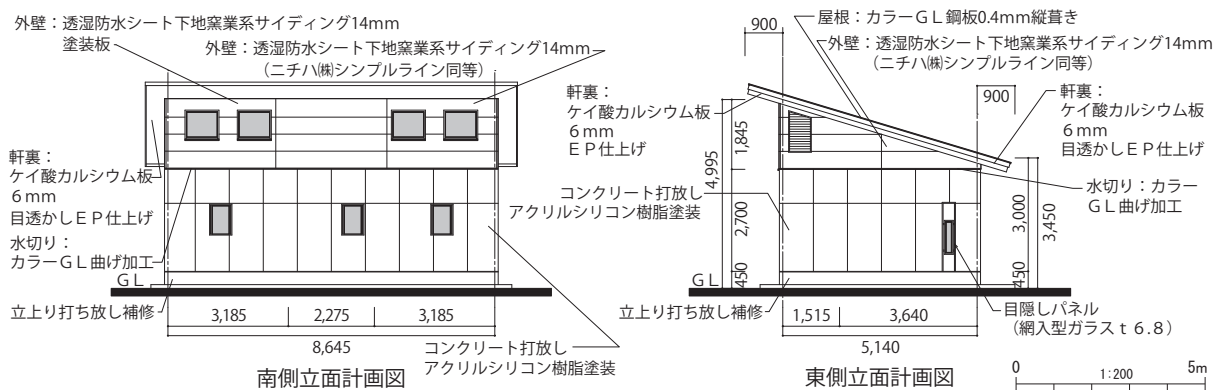 外壁：透湿防水シート下地窯業系サイディング14mm
塗装板
外壁：透湿防水シート下地窯業系サイディング14mm
（ニチハ㈱シンプルライン同等）
軒裏：
ケイ酸カルシウム板
６mm
目透かしＥＰ仕上げ
水切り：
カラーＧＬ曲げ加工
ＧＬ
立上り打ち放し補修
3,185
2,275
3,185
8,645
コンクリート打放し
アクリルシリコン樹脂塗装
南側立面計画図
900
屋根：カラーＧＬ鋼板0.4mm縦葺き
外壁：透湿防水シート下地窯業系サイディング14mm
（ニチハ㈱シンプルライン同等）
軒裏：
ケイ酸カルシウム板
６mm
ＥＰ仕上げ
900
軒裏：
ケイ酸カルシウム板
６mm
目透かしＥＰ仕上げ
4,995
1,845
2,700
450
コンクリート打放し
アクリルシリコン樹脂塗装
水切り：カラー
ＧＬ曲げ加工
3,000
3,450
450
ＧＬ
立上り打ち放し補修
1,515
3,640
5,140
目隠しパネル
（網入型ガラスｔ６.８）
東側立面計画図
0
1:200
5m